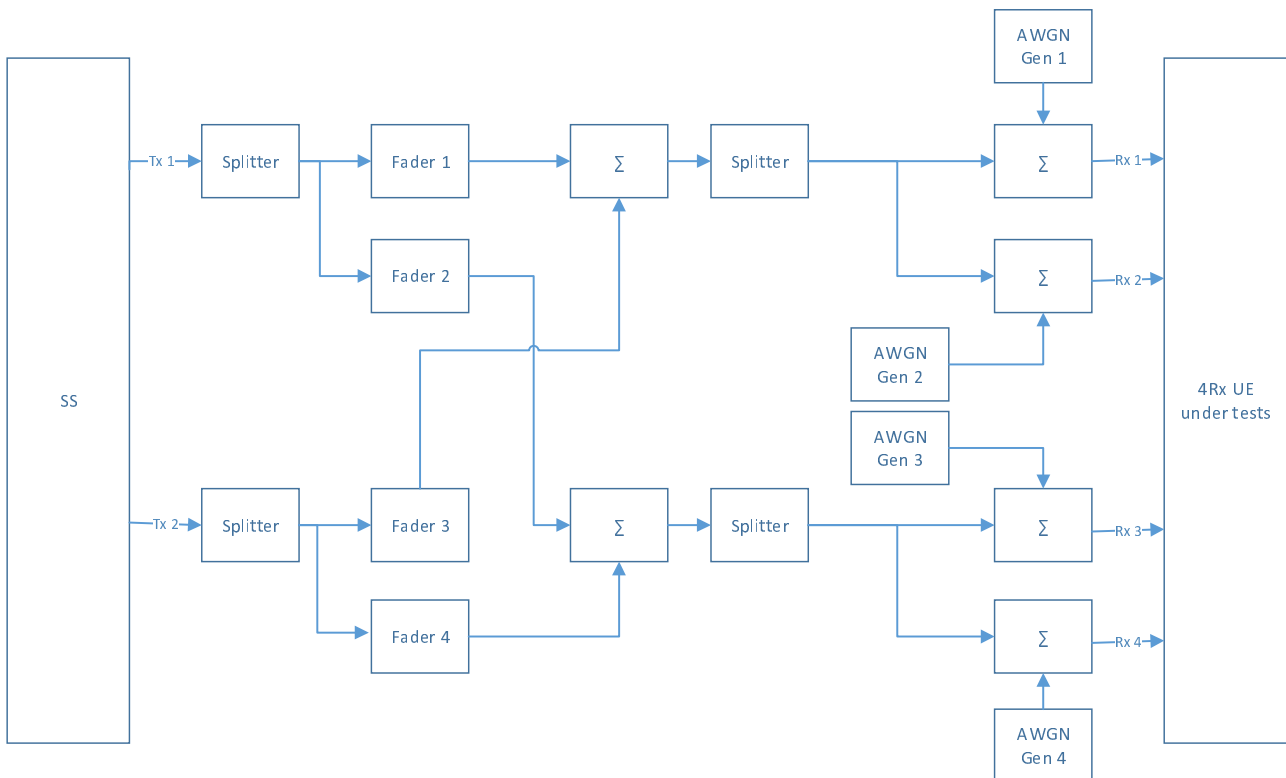 AWGN
Gen 1
Tx 1
Splitter
Fader 1
Σ
Splitter
Σ
Rx 1
Fader 2
Σ
Rx 2
AWGN
Gen 2
SS
4Rx UE
under tests
AWGN
Gen 3
Tx 2
Splitter
Fader 3
Σ
Splitter
Σ
Rx 3
Fader 4
Σ
Rx 4
AWGN
Gen 4